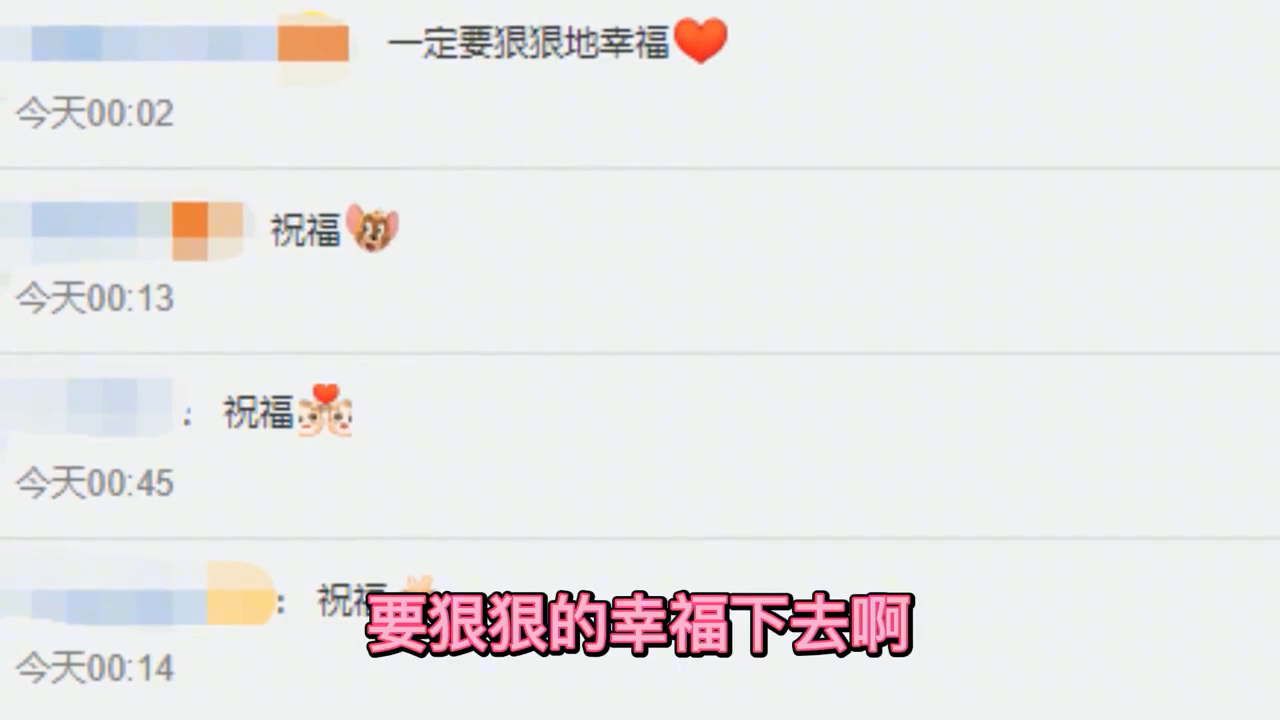 一定要狠狠地幸福
今天00:02
祝福
今天00:13
： 祝福
今天00:45
： 祝福
要狠狠的幸福下去啊
今天00:14